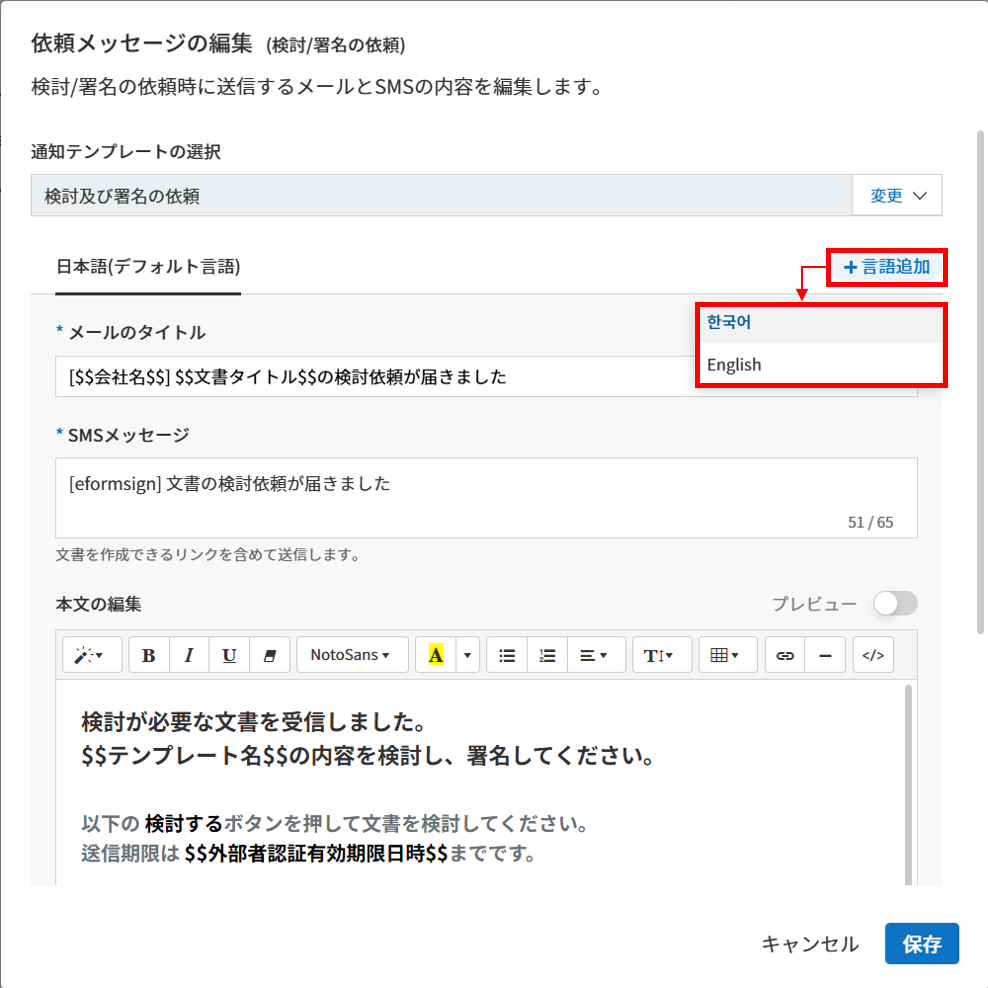 依頼メッセージの編集 (検討/署名の依頼)
検討/署名の依頼時に送信するメールとSMSの内容を編集します。
通知テンプレートの選択
検討及び署名の依頼 変更
日本語(デフォルト言語) +言語追加
한국어
English
* メールのタイトル
[$$会社名$$] $$文書タイトル$$の検討依頼が届きました
* SMSメッセージ
[eformsign] 文書の検討依頼が届きました
51 / 65
文書を作成できるリンクを含めて送信します。
本文の編集 プレビュー
B I U NotoSans A T </>
検討が必要な文書を受信しました。
$$テンプレート名$$の内容を検討し、署名してください。
以下の 検討するボタンを押して文書を検討してください。
送信期限は $$外部者認証有効期限日時$$までです。
キャンセル 保存